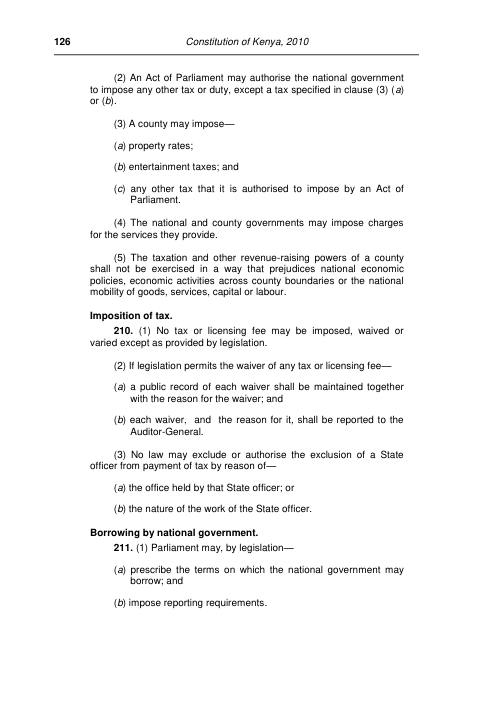 126 Constitution of Kenya, 2010
(2) An Act of Parliament may authorise the national government
to impose any other tax or duty, except a tax specified in clause (3) (a)
or (b).
(3) A county may impose—
(a) property rates;
(b) entertainment taxes; and
(c) any other tax that it is authorised to impose by an Act of
Parliament.
(4) The national and county governments may impose charges
for the services they provide.
(5) The taxation and other revenue-raising powers of a county
shall not be exercised in a way that prejudices national economic
policies, economic activities across county boundaries or the national
mobility of goods, services, capital or labour.
Imposition of tax.
210. (1) No tax or licensing fee may be imposed, waived or
varied except as provided by legislation.
(2) If legislation permits the waiver of any tax or licensing fee—
(a) a public record of each waiver shall be maintained together
with the reason for the waiver; and
(b) each waiver, and the reason for it, shall be reported to the
Auditor-General.
(3) No law may exclude or authorise the exclusion of a State
officer from payment of tax by reason of—
(a) the office held by that State officer; or
(b) the nature of the work of the State officer.
Borrowing by national government.
211. (1) Parliament may, by legislation—
(a) prescribe the terms on which the national government may
borrow; and
(b) impose reporting requirements.